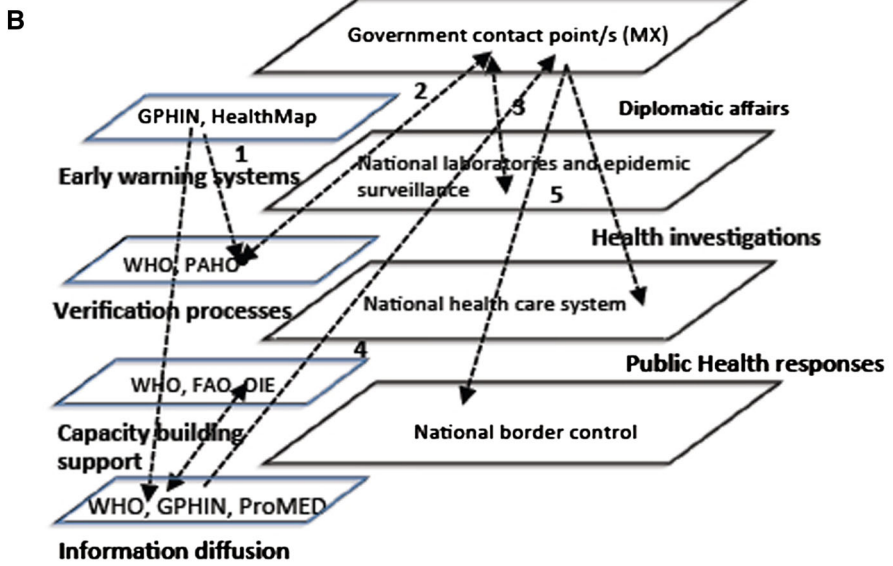 B
Government contact point/s (MX)
2
3
Diplomatic affairs
GPHIN, HealthMap
1
Early warning systems
National laboratories and epidemic
surveillance
5
Health investigations
WHO, PAHO
Verification processes
National health care system
4
Public Health responses
WHO, FAO, OIE
Capacity building
support
National border control
WHO, GPHIN, ProMED
Information diffusion